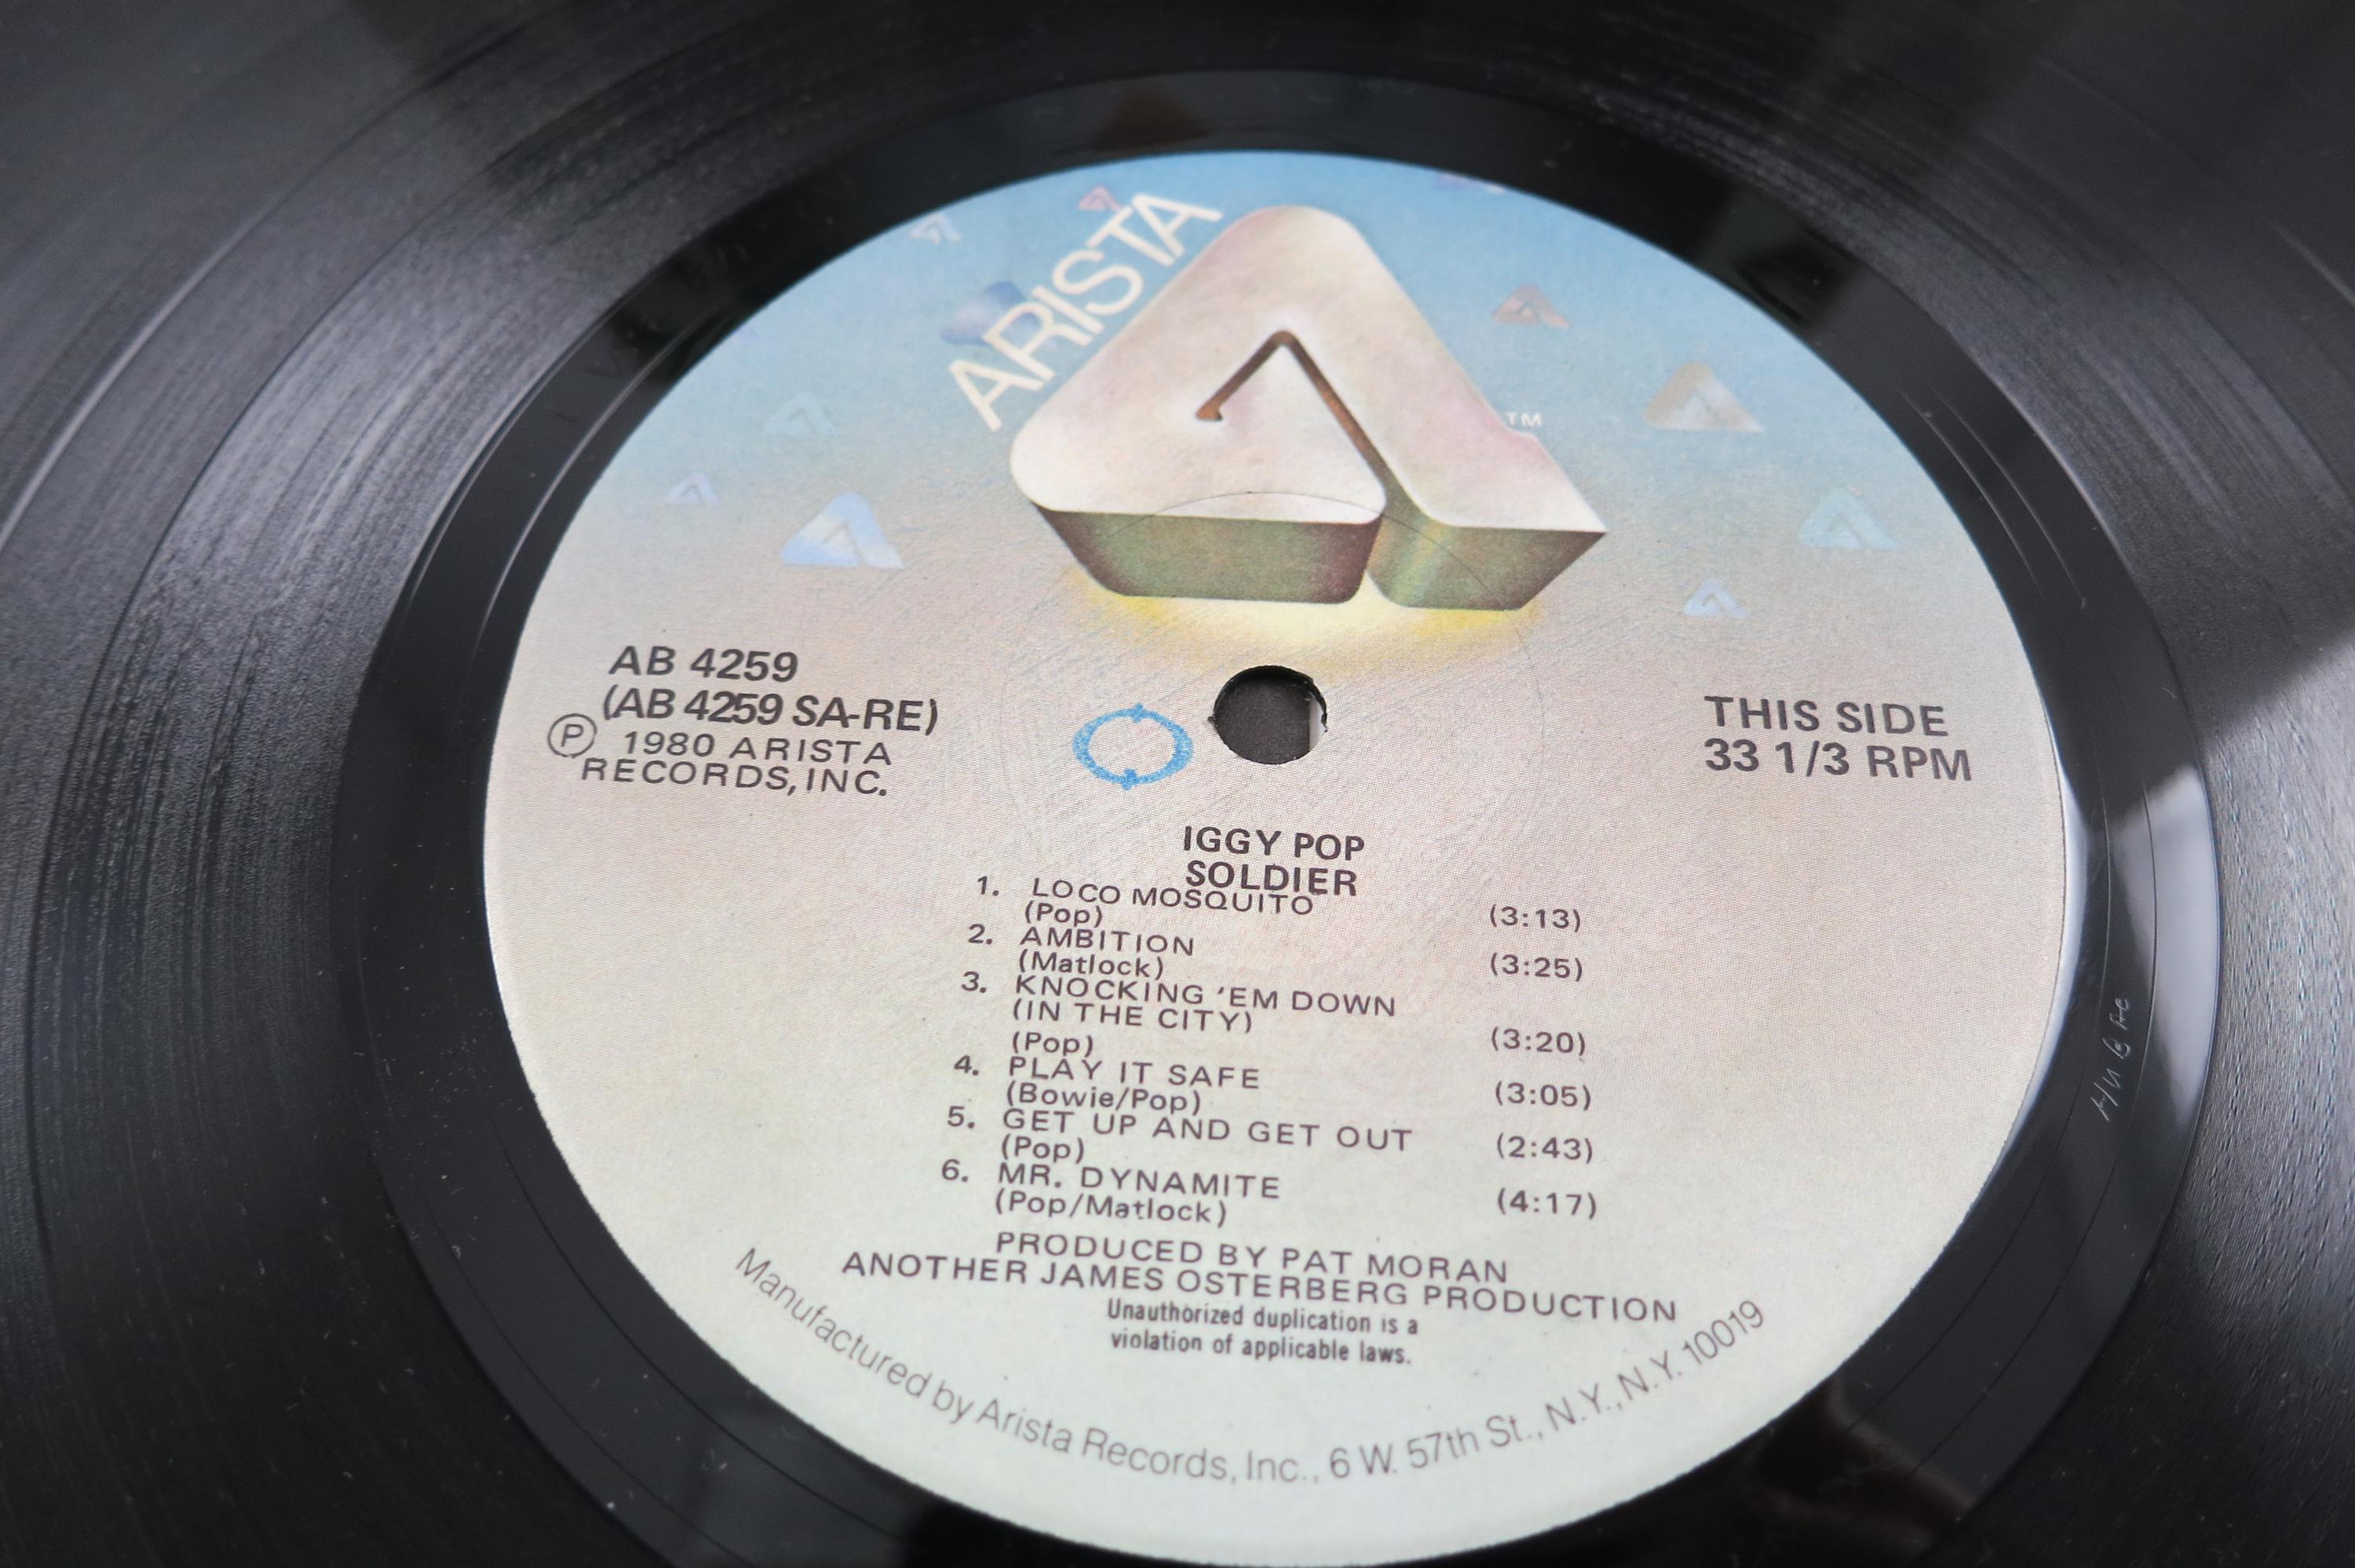 ARISTA
TM
AB 4259
(AB 4259 SA-RE)
Ⓟ 1980 ARISTA
RECORDS, INC.
THIS SIDE
33 1/3 RPM
IGGY POP
SOLDIER
1. LOCO MOSQUITO
(Pop) (3:13)
2. AMBITION
(Matlock) (3:25)
3. KNOCKING 'EM DOWN
(IN THE CITY)
(Pop) (3:20)
4. PLAY IT SAFE
(Bowie/Pop) (3:05)
5. GET UP AND GET OUT
(Pop) (2:43)
6. MR. DYNAMITE
(Pop/Matlock) (4:17)
PRODUCED BY PAT MORAN
ANOTHER JAMES OSTERBERG PRODUCTION
Unauthorized duplication is a
violation of applicable laws.
Manufactured by Arista Records, Inc., 6 W. 57th St., N.Y., N.Y. 10019